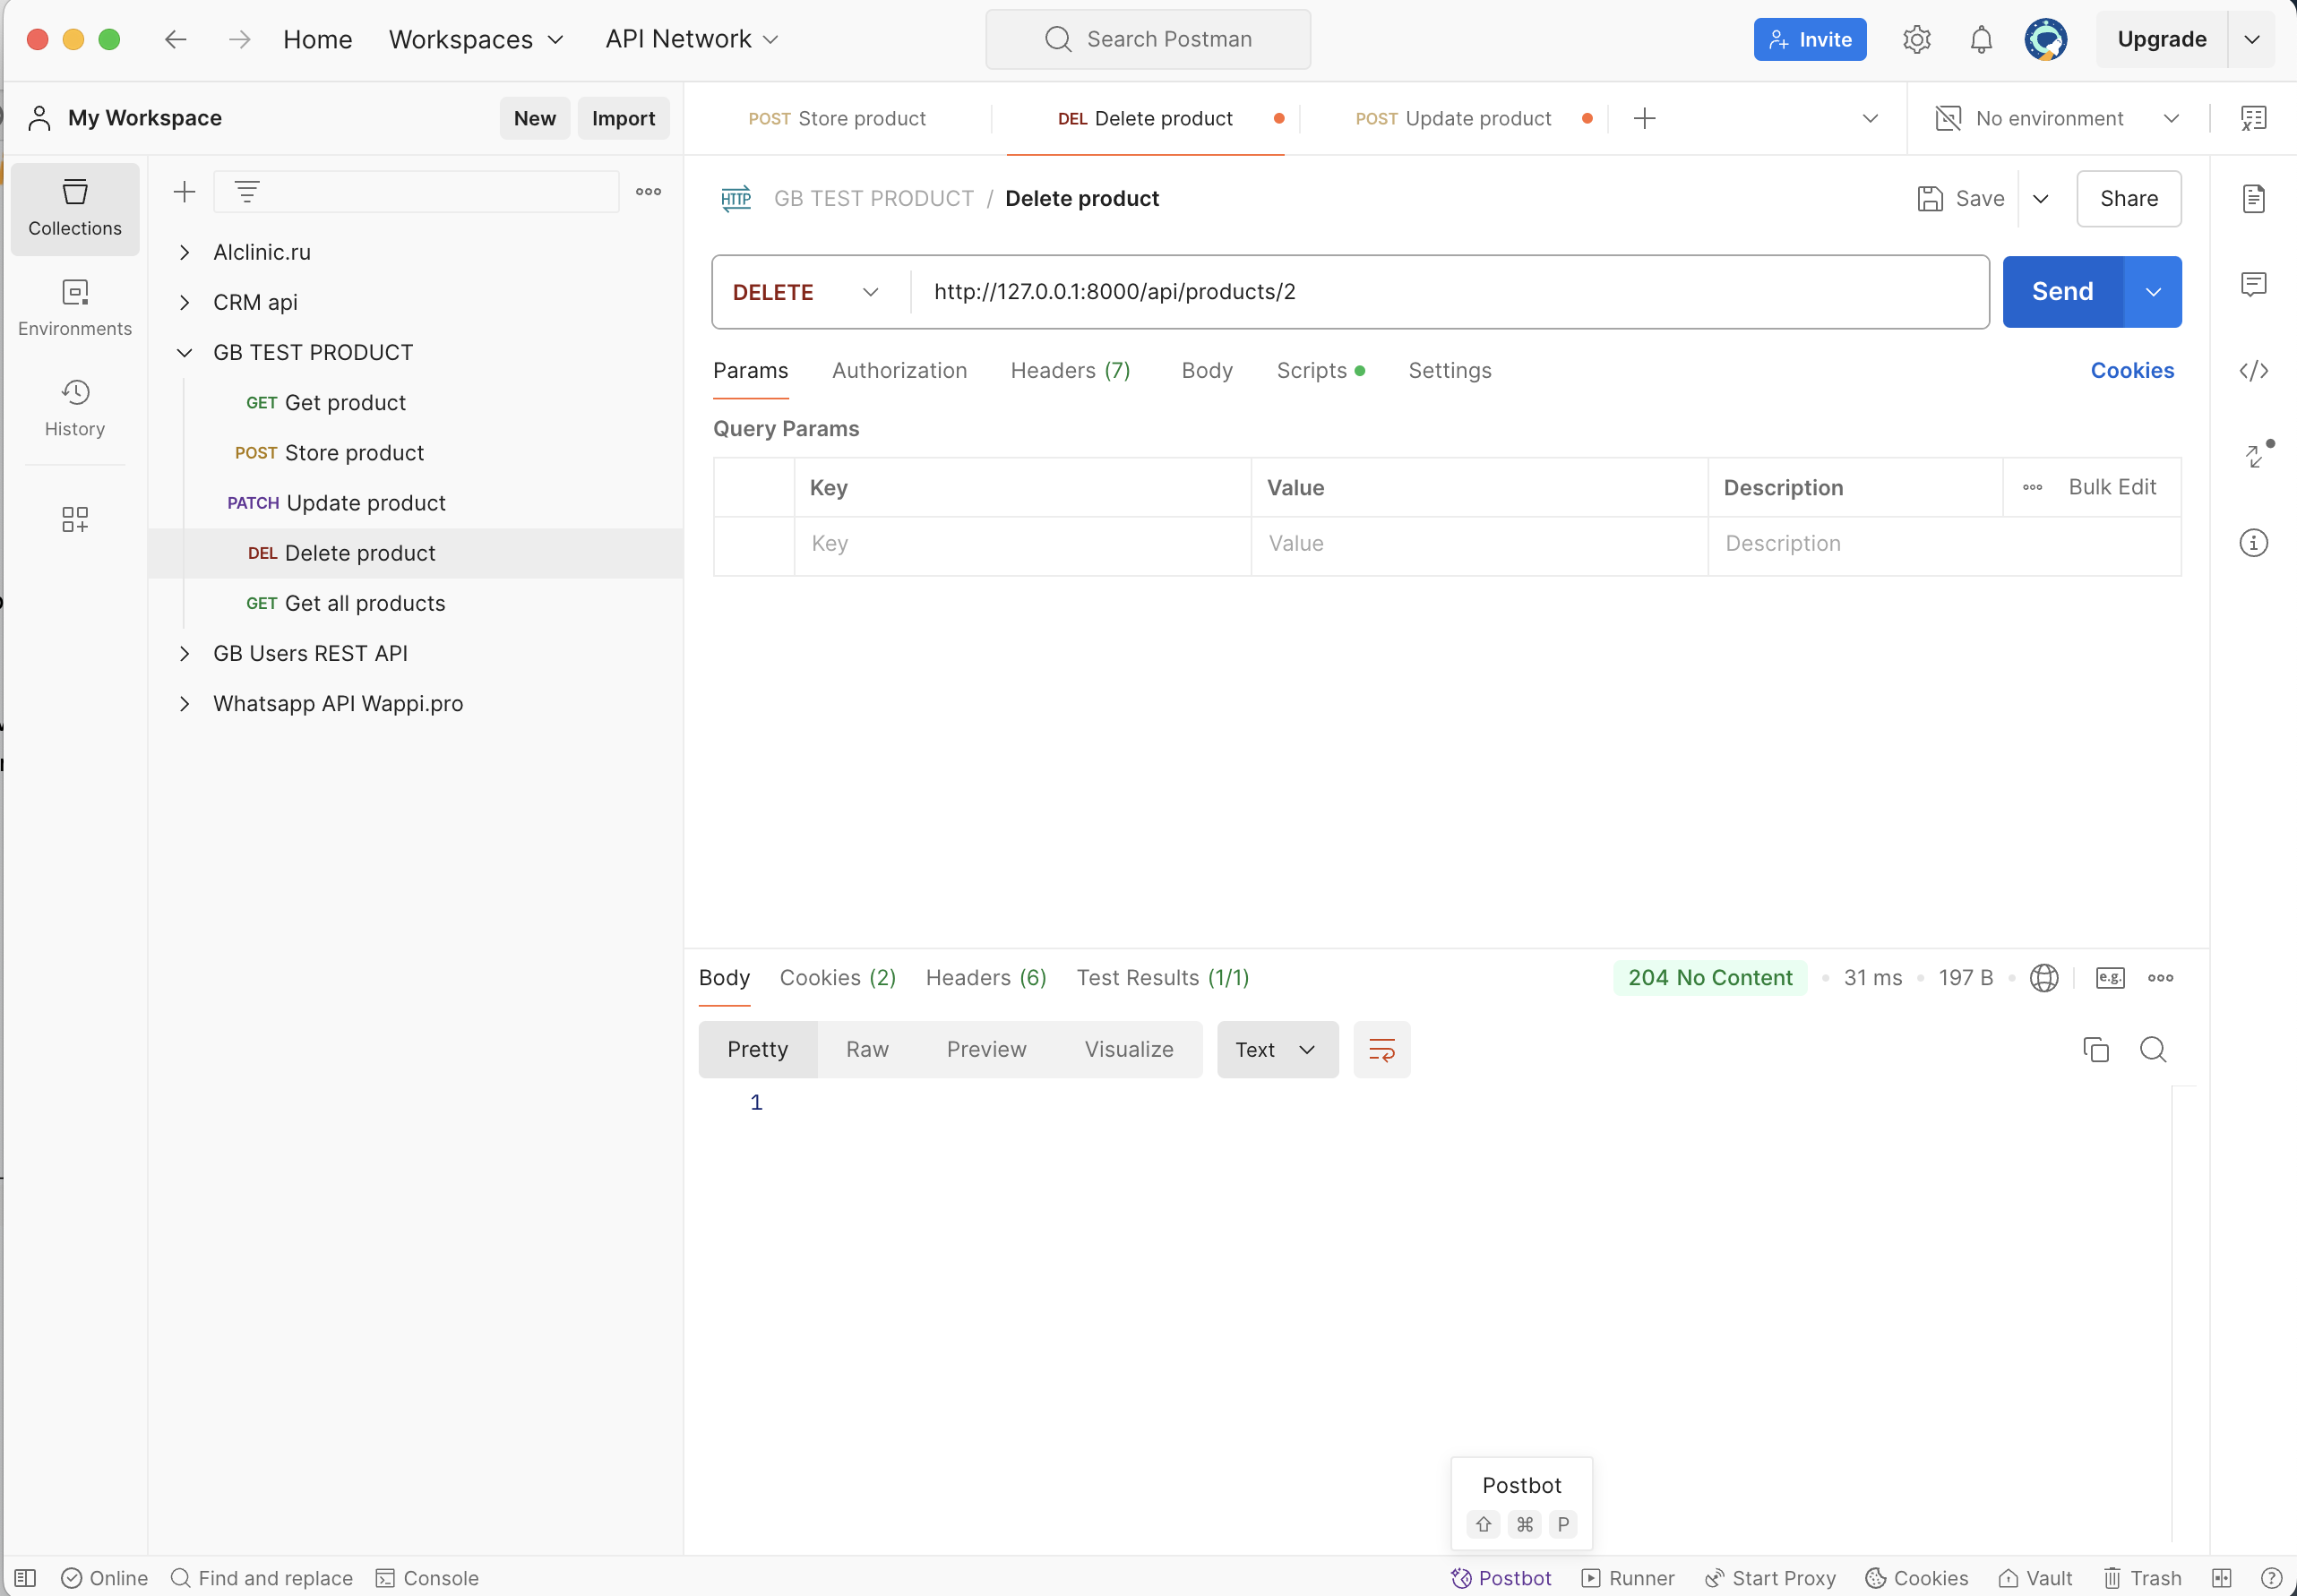 Home Workspaces API Network Search Postman Invite Upgrade
My Workspace New Import
POST Store product DEL Delete product POST Update product No environment
Collections
Environments
History
Alclinic.ru
CRM api
GB TEST PRODUCT
GET Get product
POST Store product
PATCH Update product
DEL Delete product
GET Get all products
GB Users REST API
Whatsapp API Wappi.pro
HTTP GB TEST PRODUCT / Delete product Save Share
DELETE http://127.0.0.1:8000/api/products/2 Send
Params Authorization Headers (7) Body Scripts Settings Cookies
Query Params
Key Value Description Bulk Edit
Key Value Description
Body Cookies (2) Headers (6) Test Results (1/1) 204 No Content 31 ms 197 B e.g.
Pretty Raw Preview Visualize Text
1
Postbot
⇧ ⌘ P
Online Find and replace Console Postbot Runner Start Proxy Cookies Vault Trash